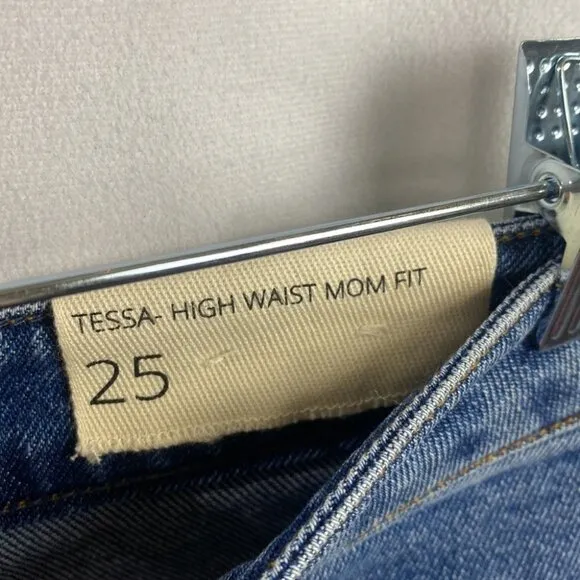 TESSA- HIGH WAIST MOM FIT
25